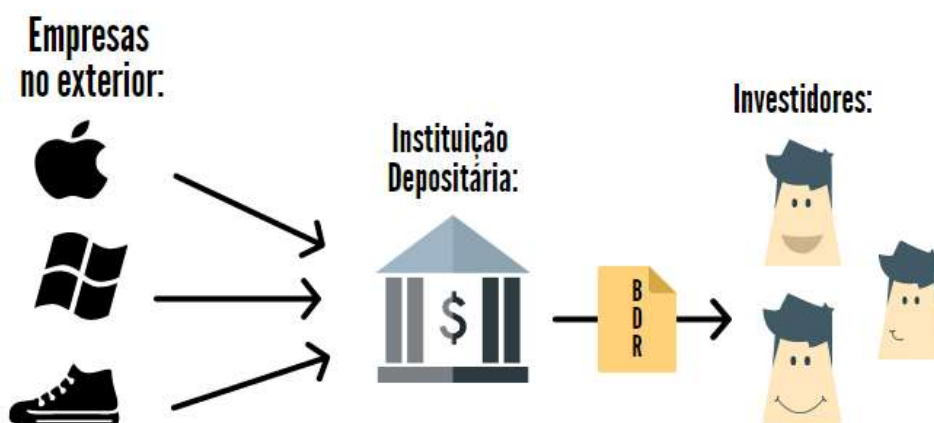 Empresas
no exterior:
Instituição
Depositária:
$
B
D
R
Investidores: